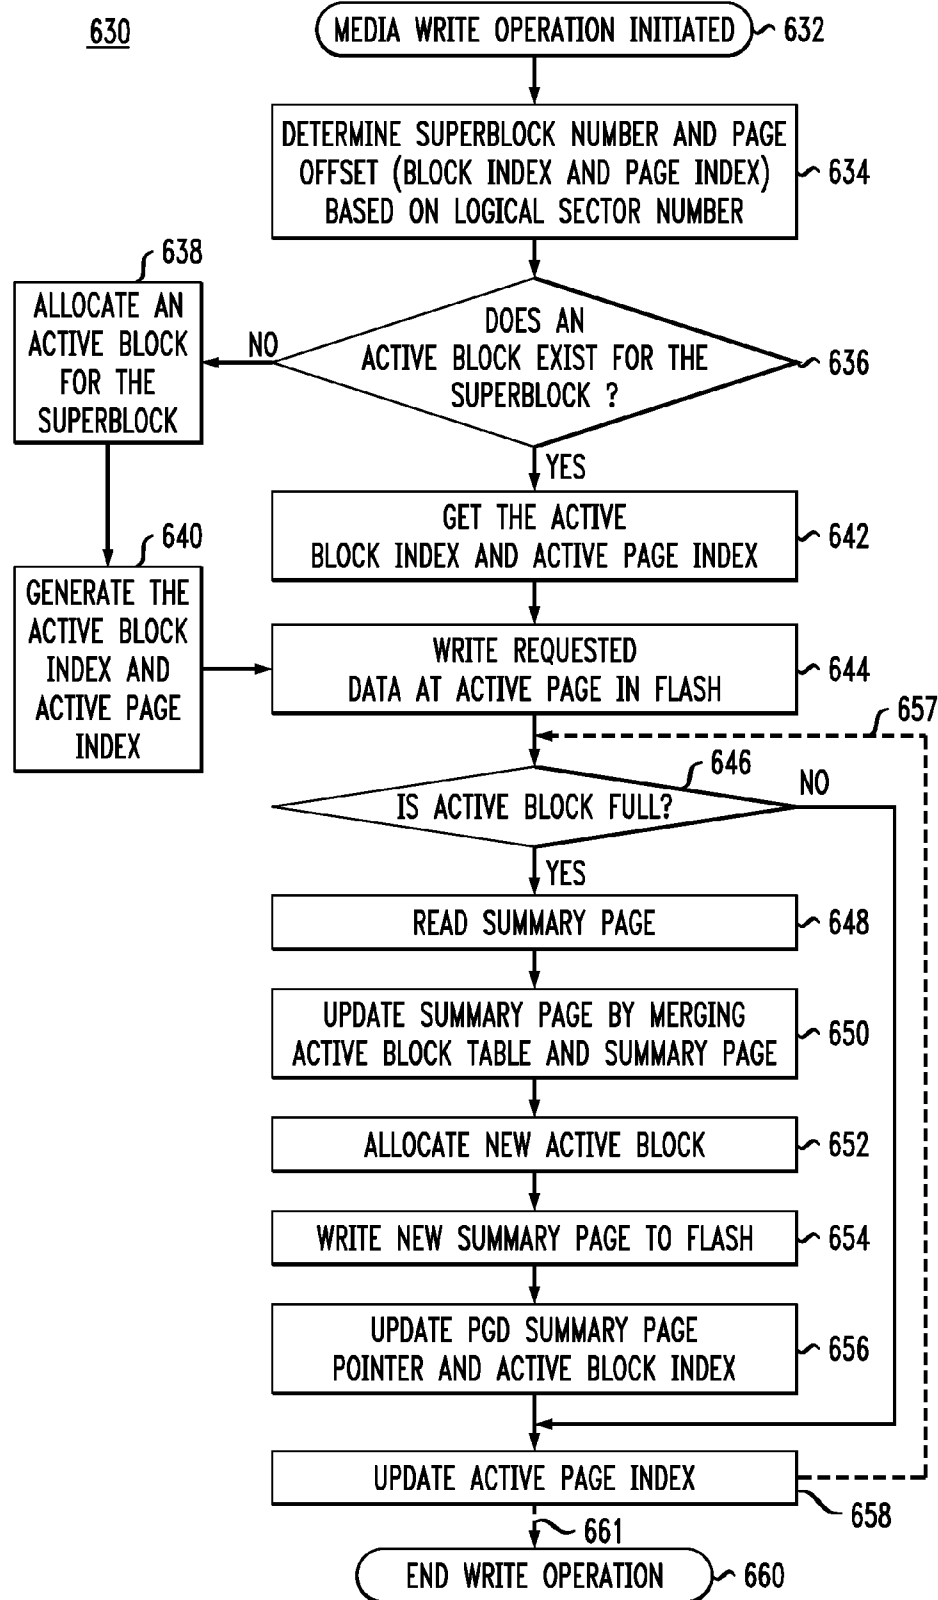 630
MEDIA WRITE OPERATION INITIATED
632
DETERMINE SUPERBLOCK NUMBER AND PAGE
OFFSET (BLOCK INDEX AND PAGE INDEX)
BASED ON LOGICAL SECTOR NUMBER
634
638
ALLOCATE AN
ACTIVE BLOCK
FOR THE
SUPERBLOCK
NO
DOES AN
ACTIVE BLOCK EXIST FOR THE
SUPERBLOCK ?
636
YES
640
GENERATE THE
ACTIVE BLOCK
INDEX AND
ACTIVE PAGE
INDEX
GET THE ACTIVE
BLOCK INDEX AND ACTIVE PAGE INDEX
642
WRITE REQUESTED
DATA AT ACTIVE PAGE IN FLASH
644
657
646
IS ACTIVE BLOCK FULL?
NO
YES
READ SUMMARY PAGE
648
UPDATE SUMMARY PAGE BY MERGING
ACTIVE BLOCK TABLE AND SUMMARY PAGE
650
ALLOCATE NEW ACTIVE BLOCK
652
WRITE NEW SUMMARY PAGE TO FLASH
654
UPDATE PGD SUMMARY PAGE
POINTER AND ACTIVE BLOCK INDEX
656
UPDATE ACTIVE PAGE INDEX
658
661
END WRITE OPERATION
660